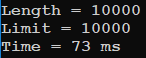 Length = 10000
Limit = 10000
Time = 73 ms